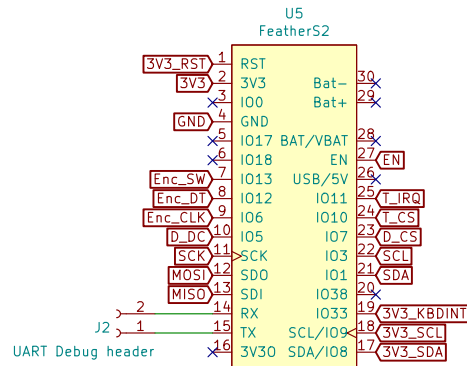 U5
FeatherS2
3V3_RST 1 RST
3V3 2 3V3 Bat- 30
3 IO0 Bat+ 29
GND 4 GND
5 IO17 BAT/VBAT 28
6 IO18 EN 27 EN
Enc_SW 7 IO13 USB/5V 26
Enc_DT 8 IO12 IO11 25 T_IRQ
Enc_CLK 9 IO6 IO10 24 T_CS
D_DC 10 IO5 IO7 23 D_CS
SCK 11 SCK IO3 22 SCL
MOSI 12 SDO IO1 21 SDA
MISO 13 SDI IO38 20
2 14 RX IO33 19 3V3_KBDINT
J2 1 15 TX SCL/IO9 18 3V3_SCL
UART Debug header 16 3V3O SDA/IO8 17 3V3_SDA